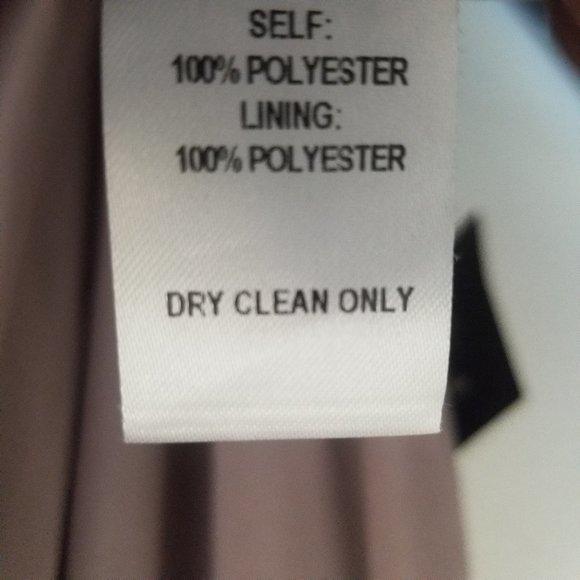 SELF:
100% POLYESTER
LINING:
100% POLYESTER
DRY CLEAN ONLY